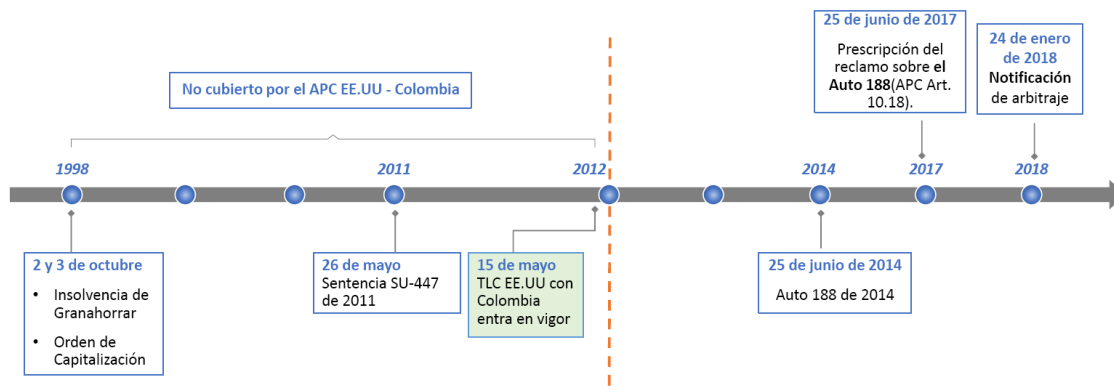 25 de junio de 2017
Prescripción del
reclamo sobre el
Auto 188(APC Art.
10.18).
24 de enero
de 2018
Notificación
de arbitraje
No cubierto por el APC EE.UU - Colombia
1998
2011
2012
2014
2017
2018
2 y 3 de octubre
• Insolvencia de
Granahorrar
• Orden de
Capitalización
26 de mayo
Sentencia SU-447
de 2011
15 de mayo
TLC EE.UU con
Colombia
entra en vigor
25 de junio de 2014
Auto 188 de 2014